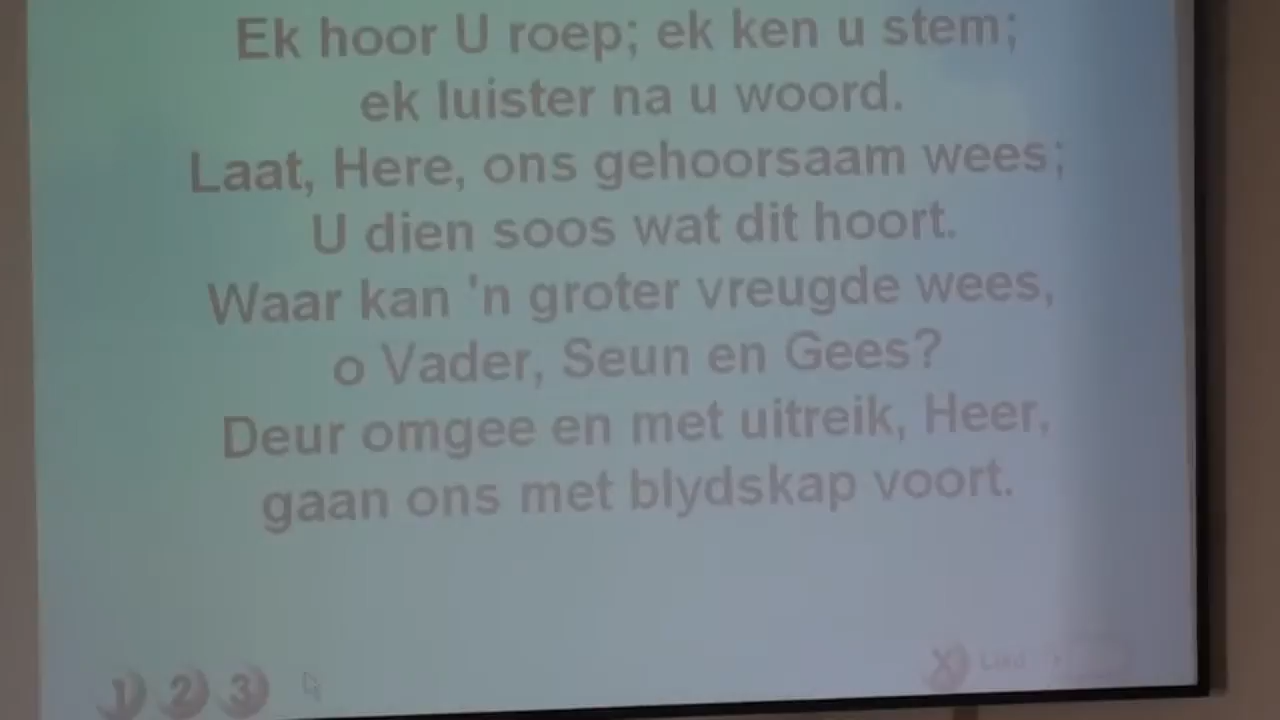 Ek hoor U roep; ek ken u stem;
ek luister na u woord.
Laat, Here, ons gehoorsaam wees;
U dien soos wat dit hoort.
Waar kan 'n groter vreugde wees,
o Vader, Seun en Gees?
Deur omgee en met uitreik, Heer,
gaan ons met blydskap voort.
1 2 3
X